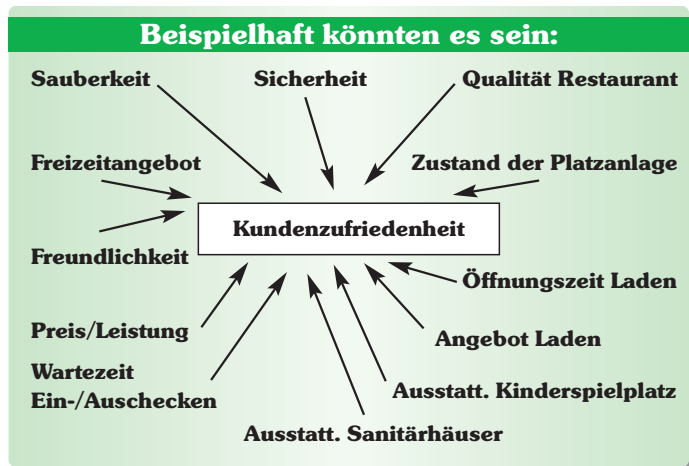 Beispielhaft könnten es sein:
Sauberkeit
Sicherheit
Qualität Restaurant
Freizeitangebot
Zustand der Platzanlage
Kundenzufriedenheit
Freundlichkeit
Öffnungszeit Laden
Preis/Leistung
Angebot Laden
Wartezeit
Ein-/Auschecken
Ausstatt. Kinderspielplatz
Ausstatt. Sanitärhäuser